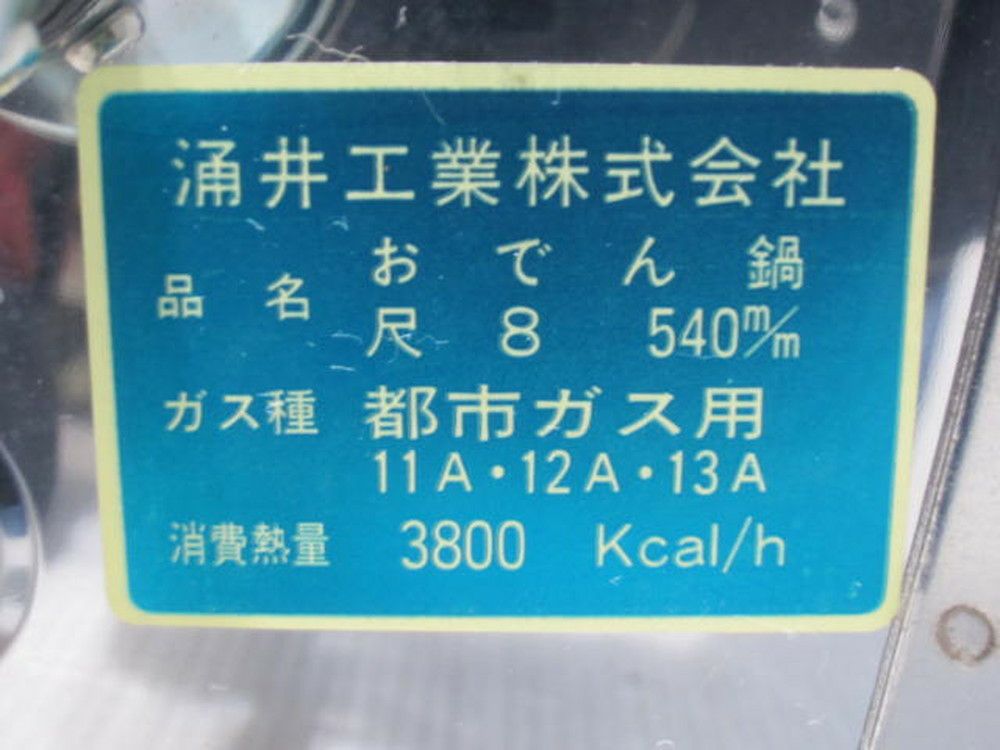 涌井工業株式会社
品名 おでん鍋
尺8 540m/m
ガス種 都市ガス用
11A・12A・13A
消費熱量 3800 Kcal/h